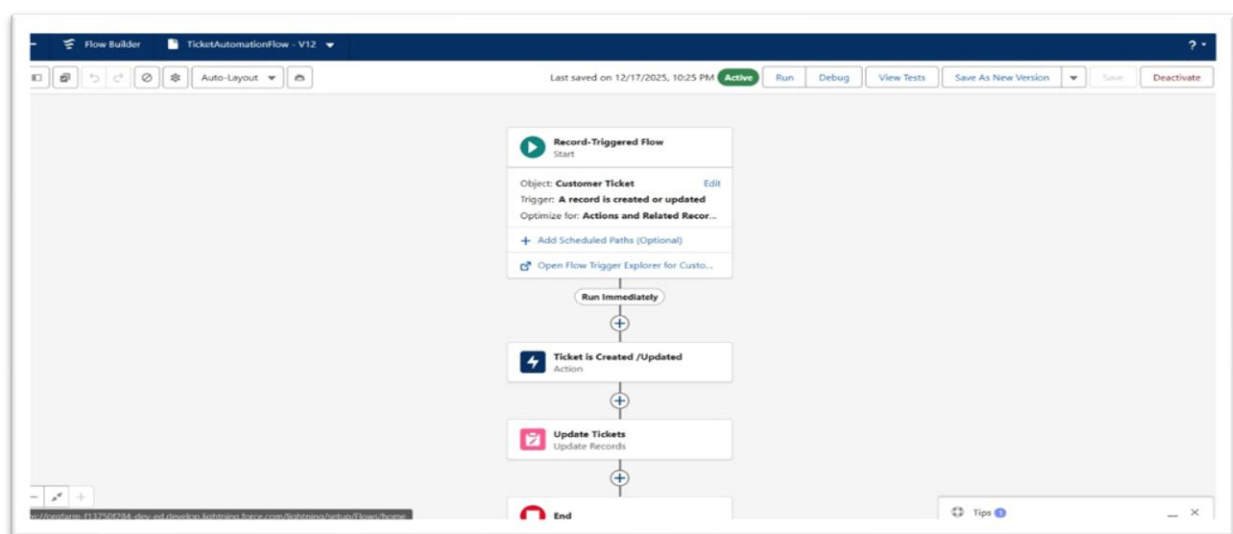 Flow Builder TicketAutomationFlow - V12 ? 
Auto-Layout Last saved on 12/17/2025, 10:25 PM Active Run Debug View Tests Save As New Version Save Deactivate
Record-Triggered Flow
Start
Object: Customer Ticket Edit
Trigger: A record is created or updated
Optimize for: Actions and Related Recor...
+ Add Scheduled Paths (Optional)
Open Flow Trigger Explorer for Custo...
Run Immediately
Ticket is Created /Updated
Action
Update Tickets
Update Records
End
Tips